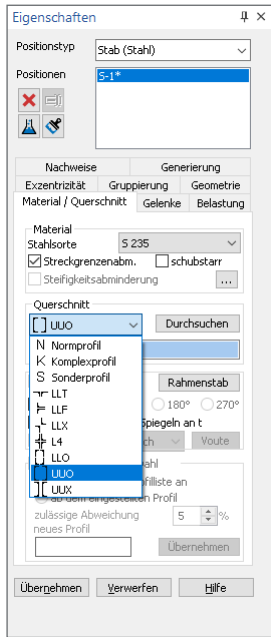 Eigenschaften
Positionstyp Stab (Stahl)
Positionen S-1*
Nachweise Generierung
Exzentrizität Gruppierung Geometrie
Material / Querschnitt Gelenke Belastung
Material
Stahlsorte S 235
Streckgrenzenabm. schubstarr
Steifigkeitsabminderung ...
Querschnitt
[ ] UUO Durchsuchen
N Normprofil
K Komplexprofil
S Sonderprofil
Rahmenstab
LLT
LLF 180° 270°
LLX Spiegeln an t
L4 Voute
LLO
UUO
UUX ab dem eingestellten Profil
zulässige Abweichung
neues Profil 5 %
Übernehmen
Übernehmen Verwerfen Hilfe